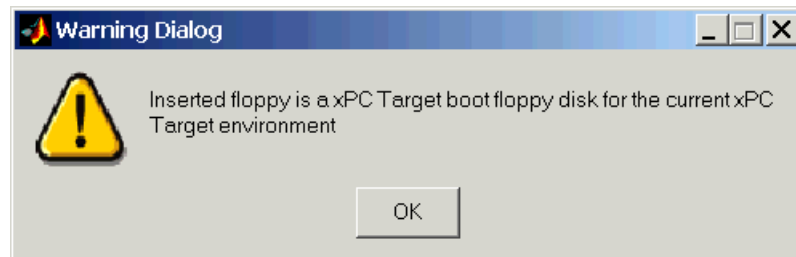 Warning Dialog
Inserted floppy is a xPC Target boot floppy disk for the current xPC
Target environment
OK